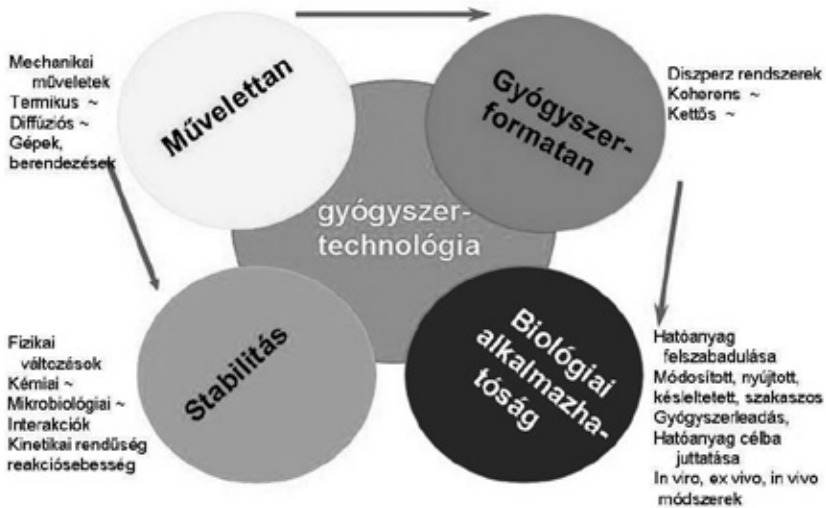 Mechanikai
műveletek
Termikus ~
Diffúziós ~
Gépek,
berendezések
Művelettan
Gyógyszer-
formatan
Diszperz rendszerek
Koherens ~
Kettős ~
gyógyszer-
technológia
Fizikai
változások
Kémiai ~
Mikrobiológiai ~
Interakciók
Kinetikai rendűség
reakciósebesség
Stabilitás
Biológiai
alkalmazha-
tóság
Hatóanyag
felszabadulása
Módosított, nyújtott,
késleltetett, szakaszos
Gyógyszerleadás,
Hatóanyag célba
juttatása
In viro, ex vivo, in vivo
módszerek